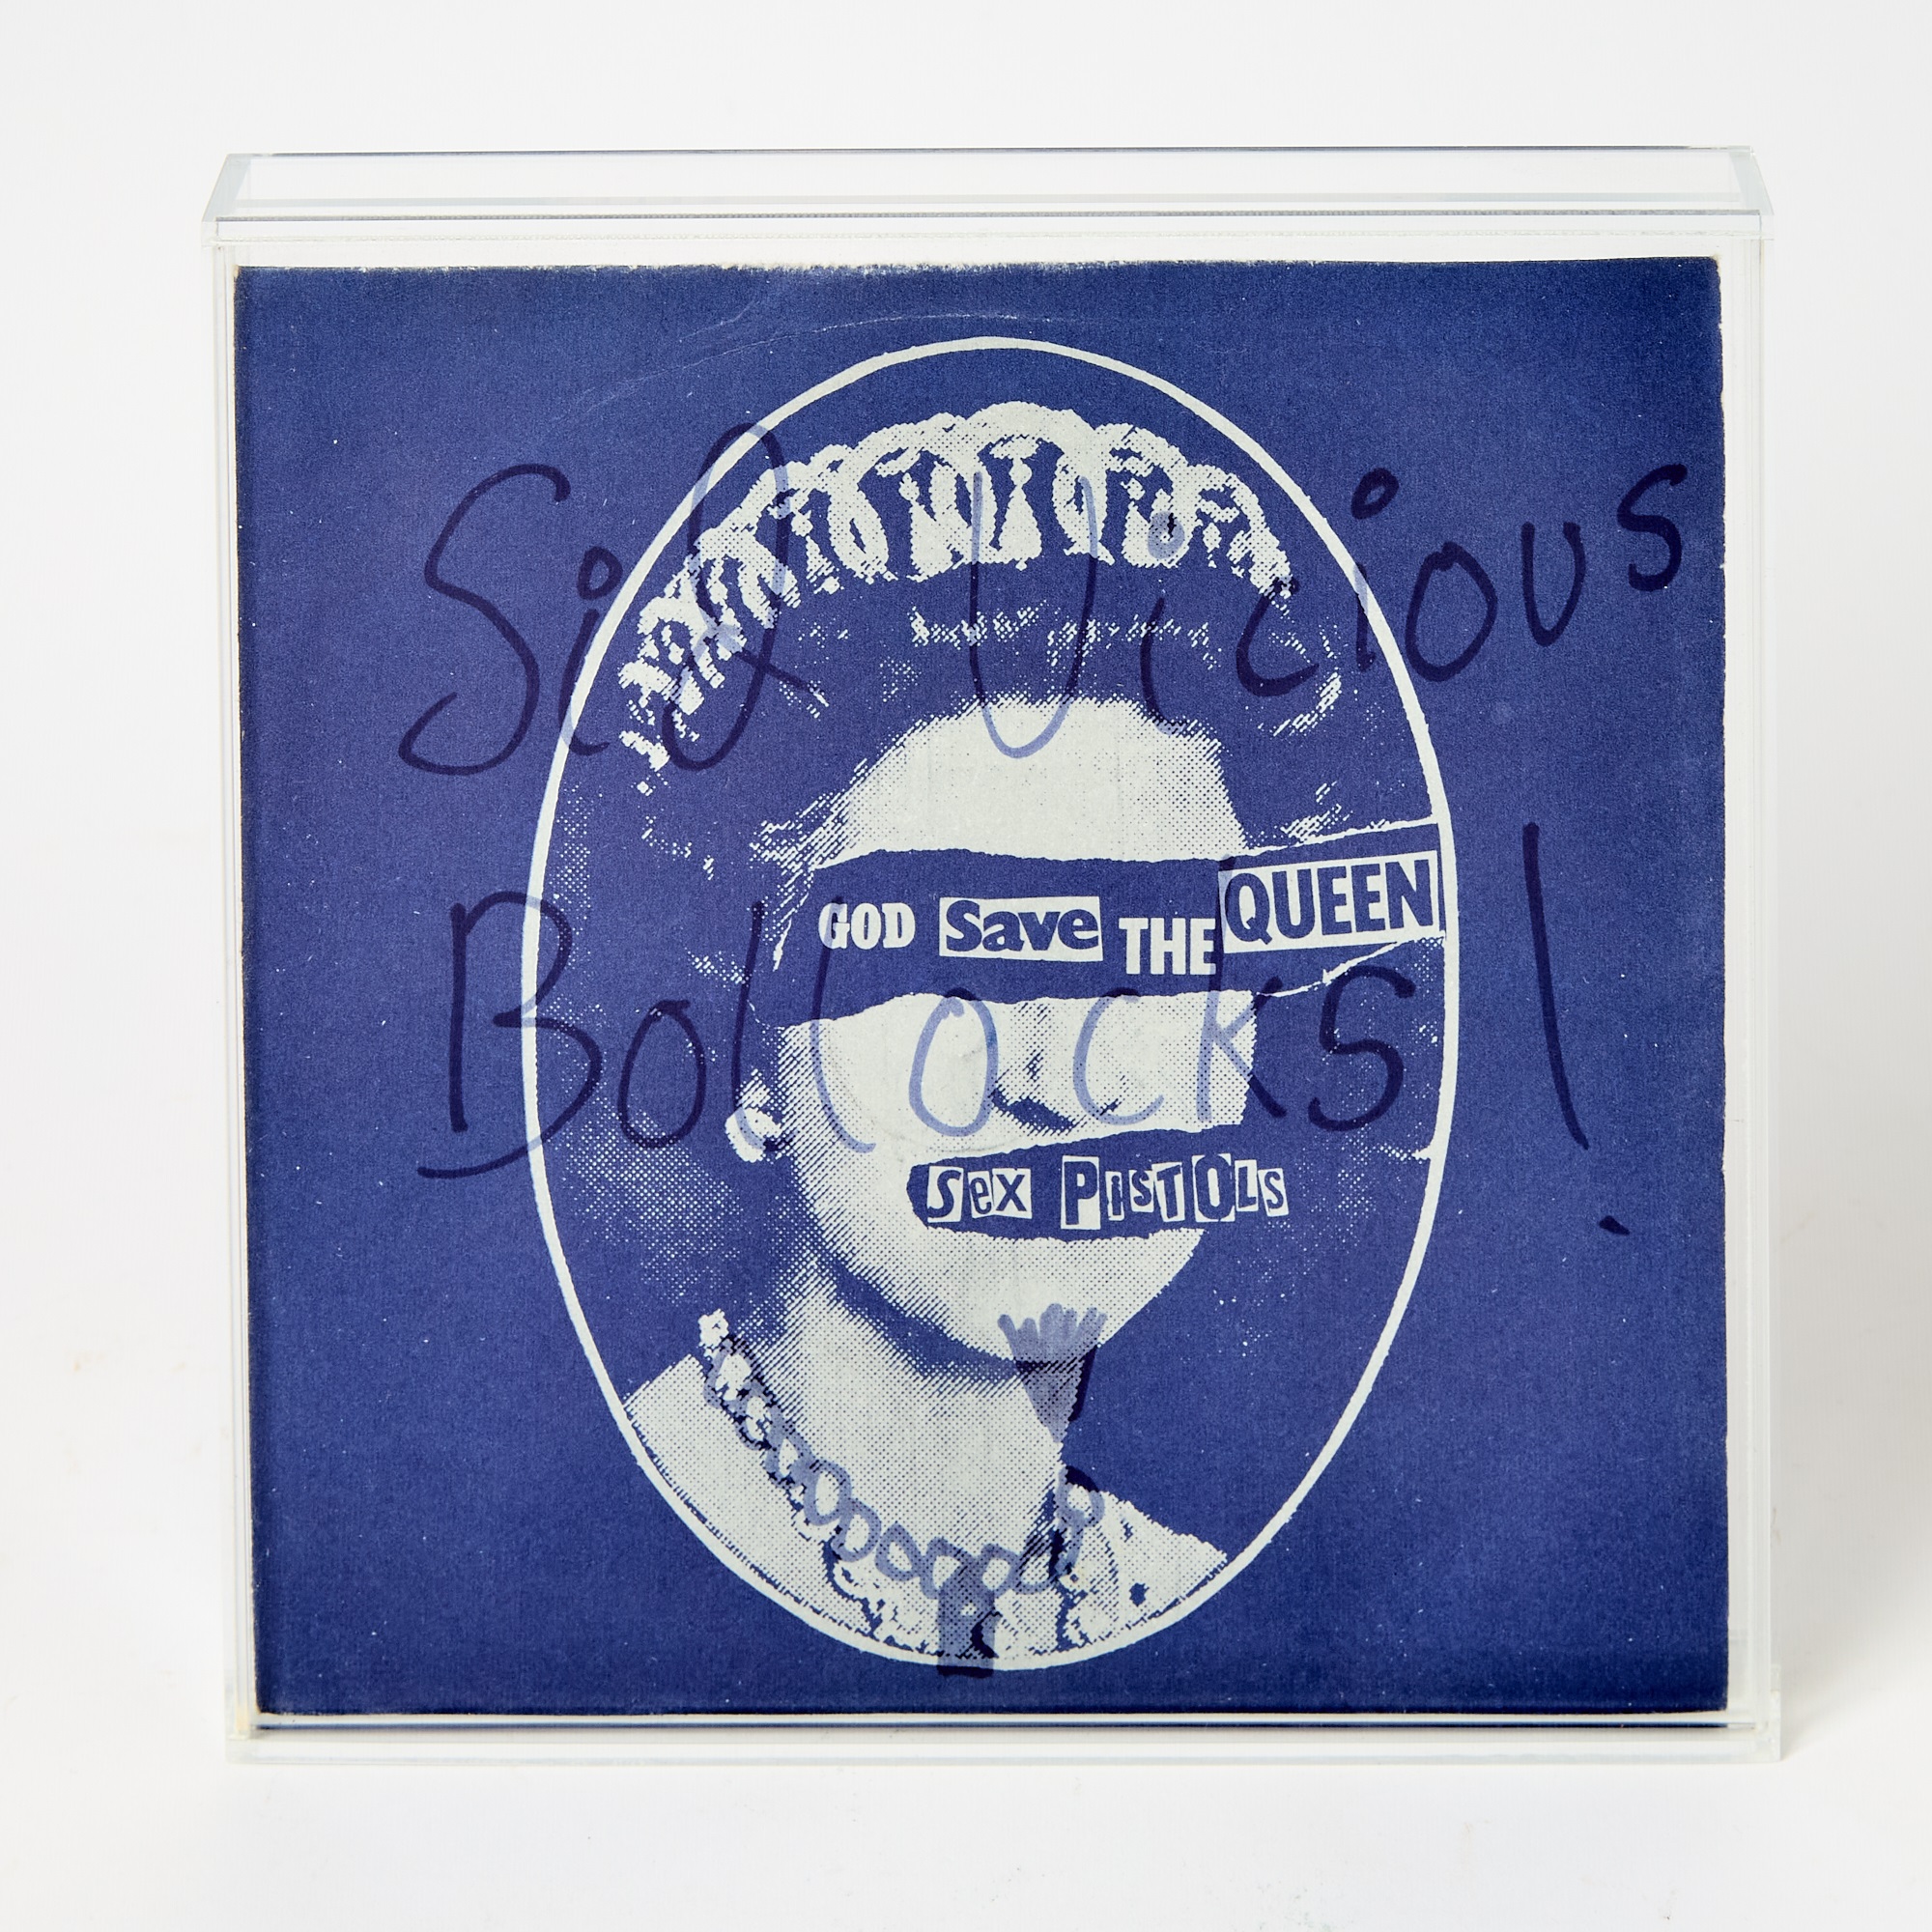 Sid Vicious
GOD Save THE QUEEN
Bollocks!
SEX PISTOLS